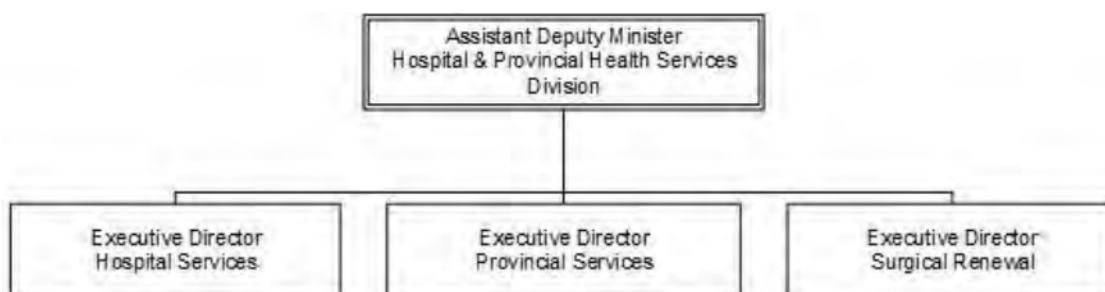 Assistant Deputy Minister
Hospital & Provincial Health Services
Division
Executive Director
Hospital Services
Executive Director
Provincial Services
Executive Director
Surgical Renewal